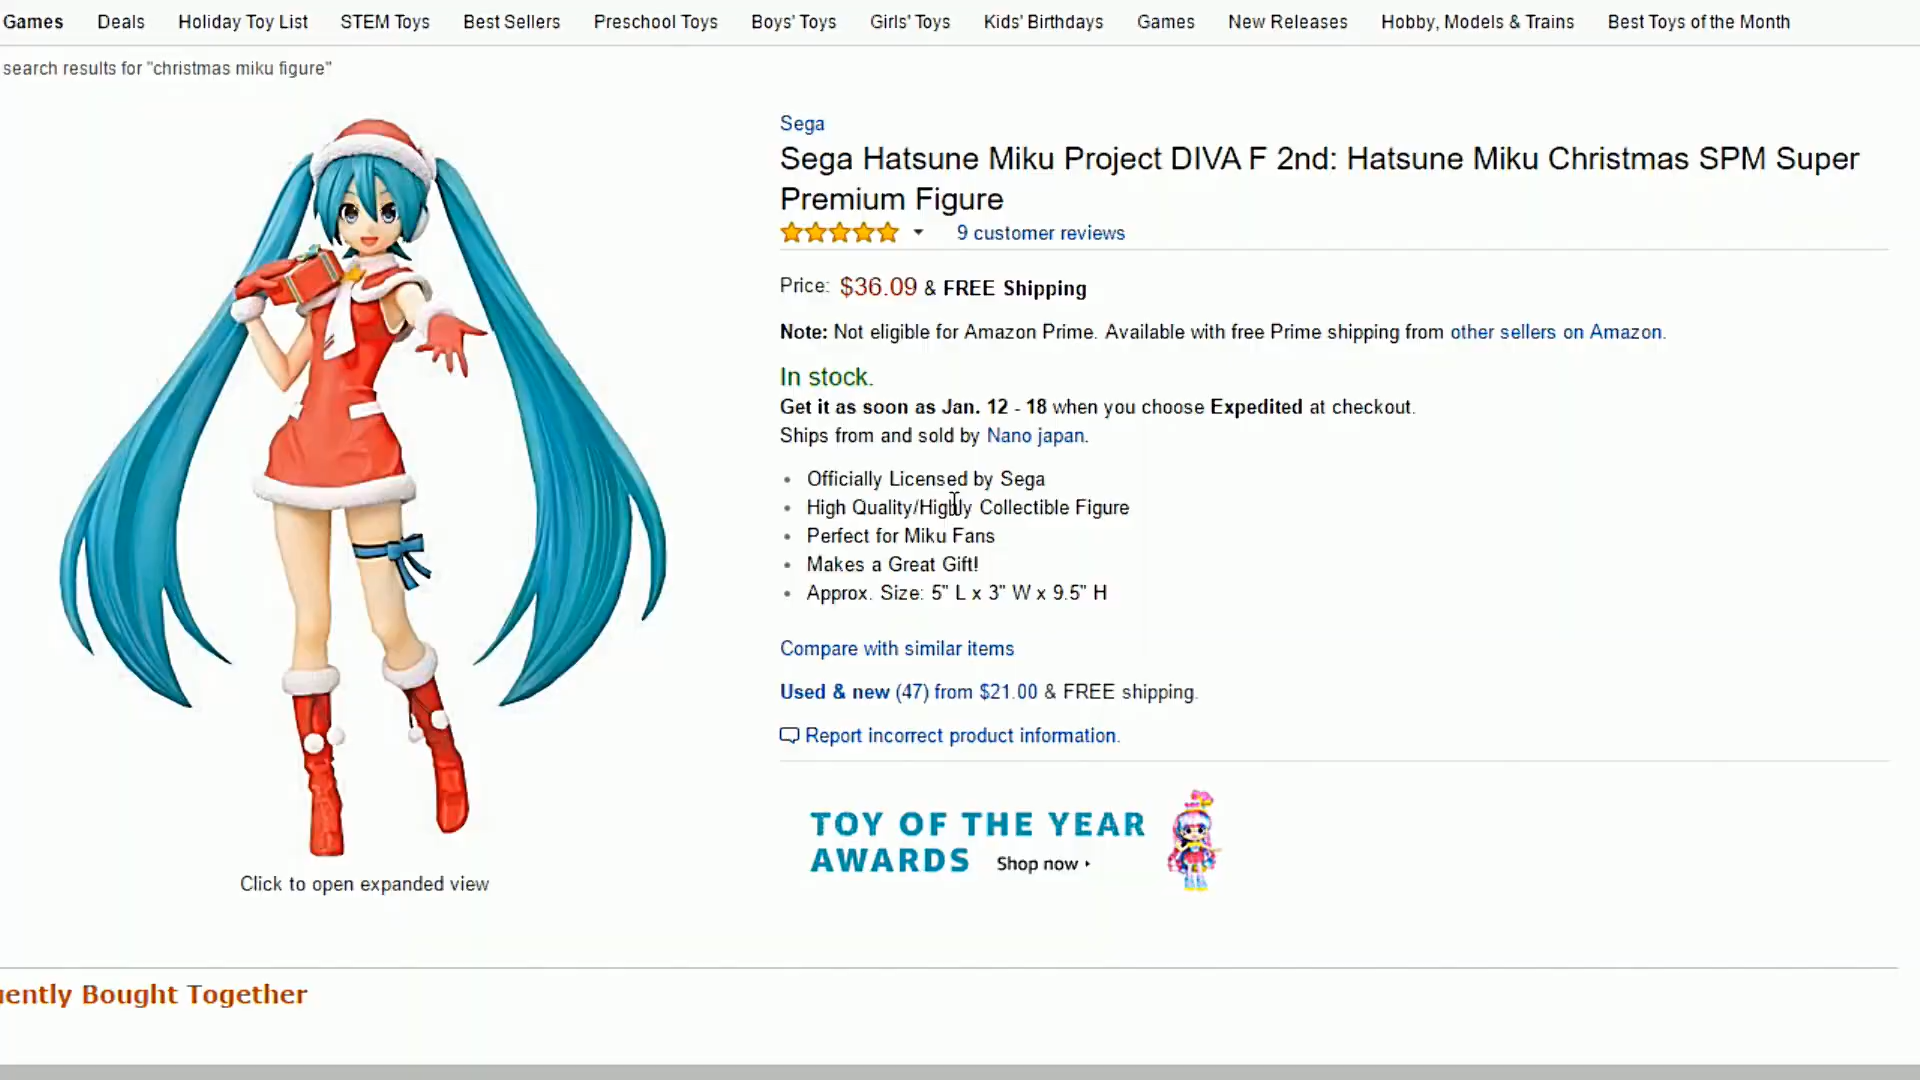 Games Deals Holiday Toy List STEM Toys Best Sellers Preschool Toys Boys' Toys Girls' Toys Kids' Birthdays Games New Releases Hobby, Models & Trains Best Toys of the Month
search results for "christmas miku figure"
Sega
Sega Hatsune Miku Project DIVA F 2nd: Hatsune Miku Christmas SPM Super
Premium Figure
9 customer reviews
Price: $36.09 & FREE Shipping
Note: Not eligible for Amazon Prime. Available with free Prime shipping from other sellers on Amazon.
In stock.
Get it as soon as Jan. 12 - 18 when you choose Expedited at checkout.
Ships from and sold by Nano japan.
• Officially Licensed by Sega
• High Quality/Highly Collectible Figure
• Perfect for Miku Fans
• Makes a Great Gift!
• Approx. Size: 5" L x 3" W x 9.5" H
Compare with similar items
Used & new (47) from $21.00 & FREE shipping.
Report incorrect product information.
TOY OF THE YEAR
AWARDS Shop now
Click to open expanded view
uently Bought Together